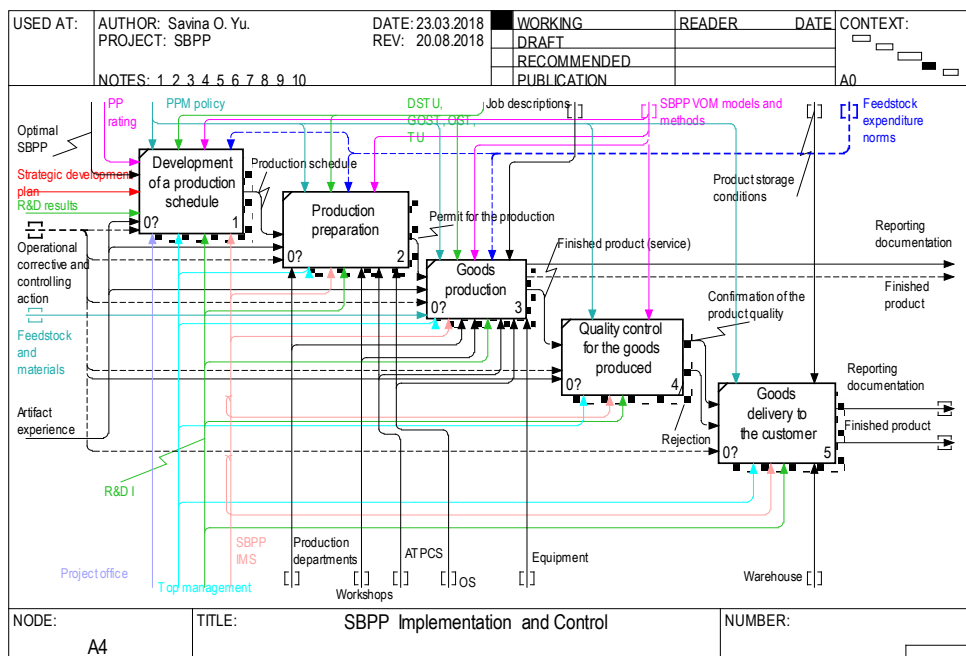 USED AT:
AUTHOR: Savina O. Yu.
DATE: 23.03.2018
PROJECT: SBPP
REV: 20.08.2018
NOTES: 1 2 3 4 5 6 7 8 9 10
WORKING
DRAFT
RECOMMENDED
PUBLICATION
READER
DATE
CONTEXT:
A0
PP
rating
PPM policy
DSTU,
GOST, OST,
TU
Job descriptions
SBPP VOM models and
methods
Feedstock
expenditure
norms
Optimal
SBPP
Strategic development
plan
R&D results
Operational
corrective and
controlling
action
Feedstock
and
materials
Artifact
experience
Development
of a production
schedule
0?
1
Production schedule
Production
preparation
0?
2
Permit for the production
Goods
production
0?
3
Finished product (service)
Quality control
for the goods
produced
0?
4
Confirmation of the
product quality
Rejection
Goods
delivery to
the customer
0?
5
Product storage
conditions
Reporting
documentation
Finished
product
Reporting
documentation
Finished product
R&D I
SBPP
IMS
Project office
Top management
Production
departments
Workshops
ATPCS
OS
Equipment
Warehouse
NODE:
A4
TITLE:
SBPP Implementation and Control
NUMBER: